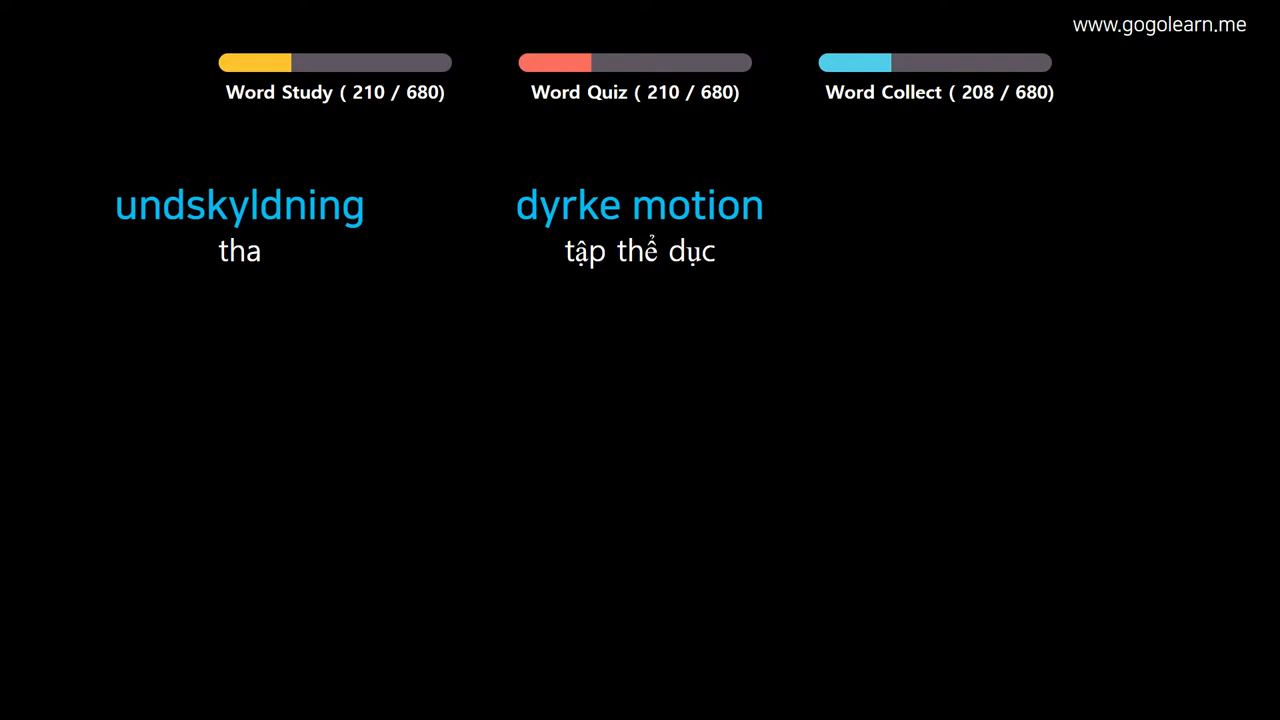 www.gogolearn.me
Word Study ( 210 / 680)
Word Quiz ( 210 / 680)
Word Collect ( 208 / 680)
undskyldning
tha
dyrke motion
tập thể dục